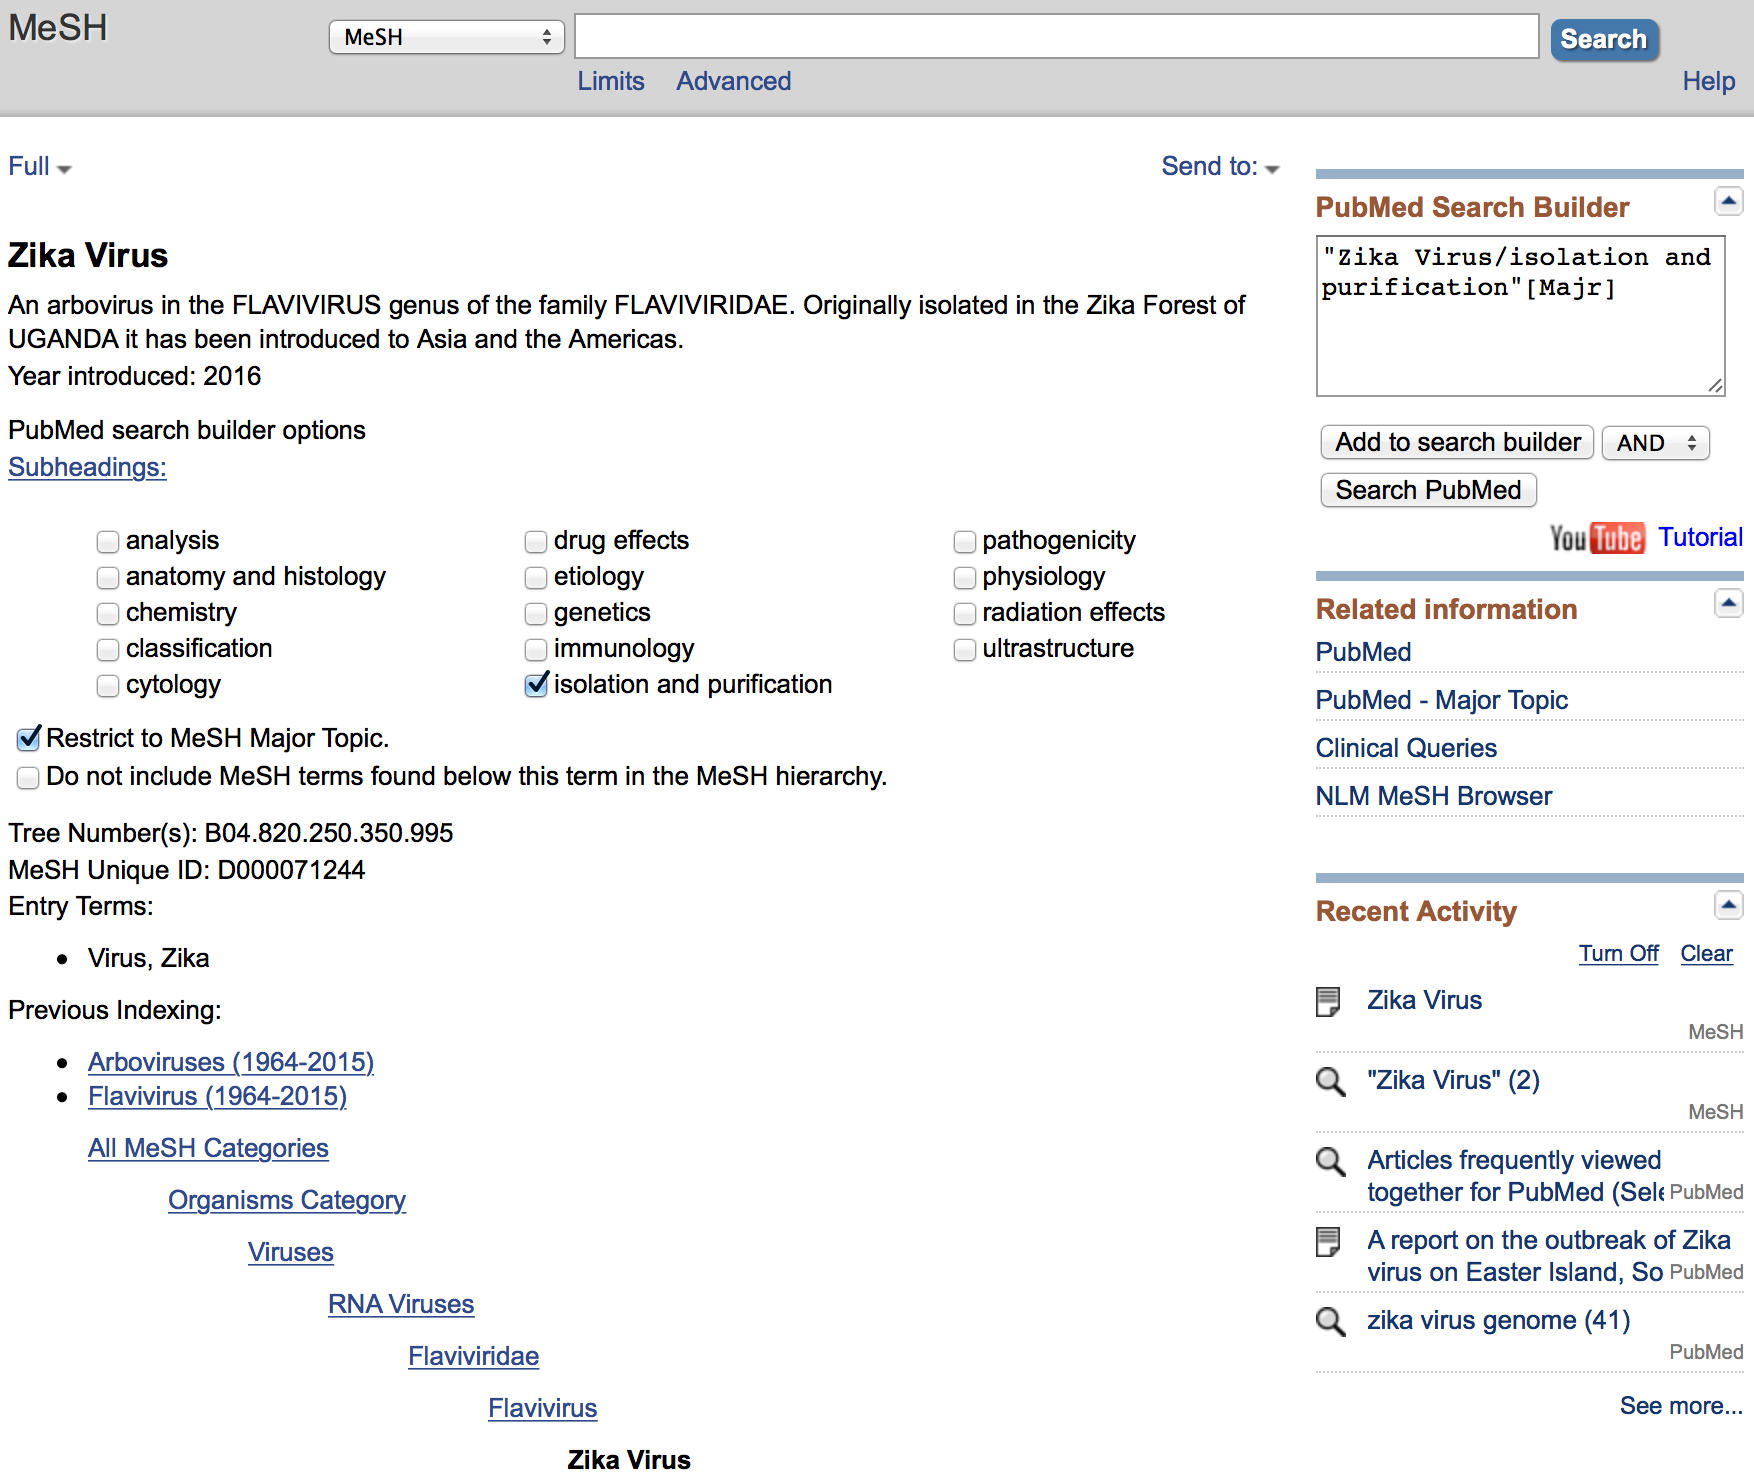 MeSH
MeSH
Search
Limits Advanced
Help
Full
Send to:
Zika Virus
An arbovirus in the FLAVIVIRUS genus of the family FLAVIVIRIDAE. Originally isolated in the Zika Forest of
UGANDA it has been introduced to Asia and the Americas.
Year introduced: 2016
PubMed search builder options
Subheadings:
analysis
anatomy and histology
chemistry
classification
cytology
drug effects
etiology
genetics
immunology
isolation and purification
pathogenicity
physiology
radiation effects
ultrastructure
Restrict to MeSH Major Topic.
Do not include MeSH terms found below this term in the MeSH hierarchy.
Tree Number(s): B04.820.250.350.995
MeSH Unique ID: D000071244
Entry Terms:
Virus, Zika
Previous Indexing:
Arboviruses (1964-2015)
Flavivirus (1964-2015)
All MeSH Categories
Organisms Category
Viruses
RNA Viruses
Flaviviridae
Flavivirus
Zika Virus
PubMed Search Builder
"Zika Virus/isolation and
purification"[Majr]
Add to search builder AND
Search PubMed
YouTube Tutorial
Related information
PubMed
PubMed - Major Topic
Clinical Queries
NLM MeSH Browser
Recent Activity
Turn Off Clear
Zika Virus
MeSH
"Zika Virus" (2)
MeSH
Articles frequently viewed
together for PubMed (Sele PubMed
A report on the outbreak of Zika
virus on Easter Island, So PubMed
zika virus genome (41)
PubMed
See more...